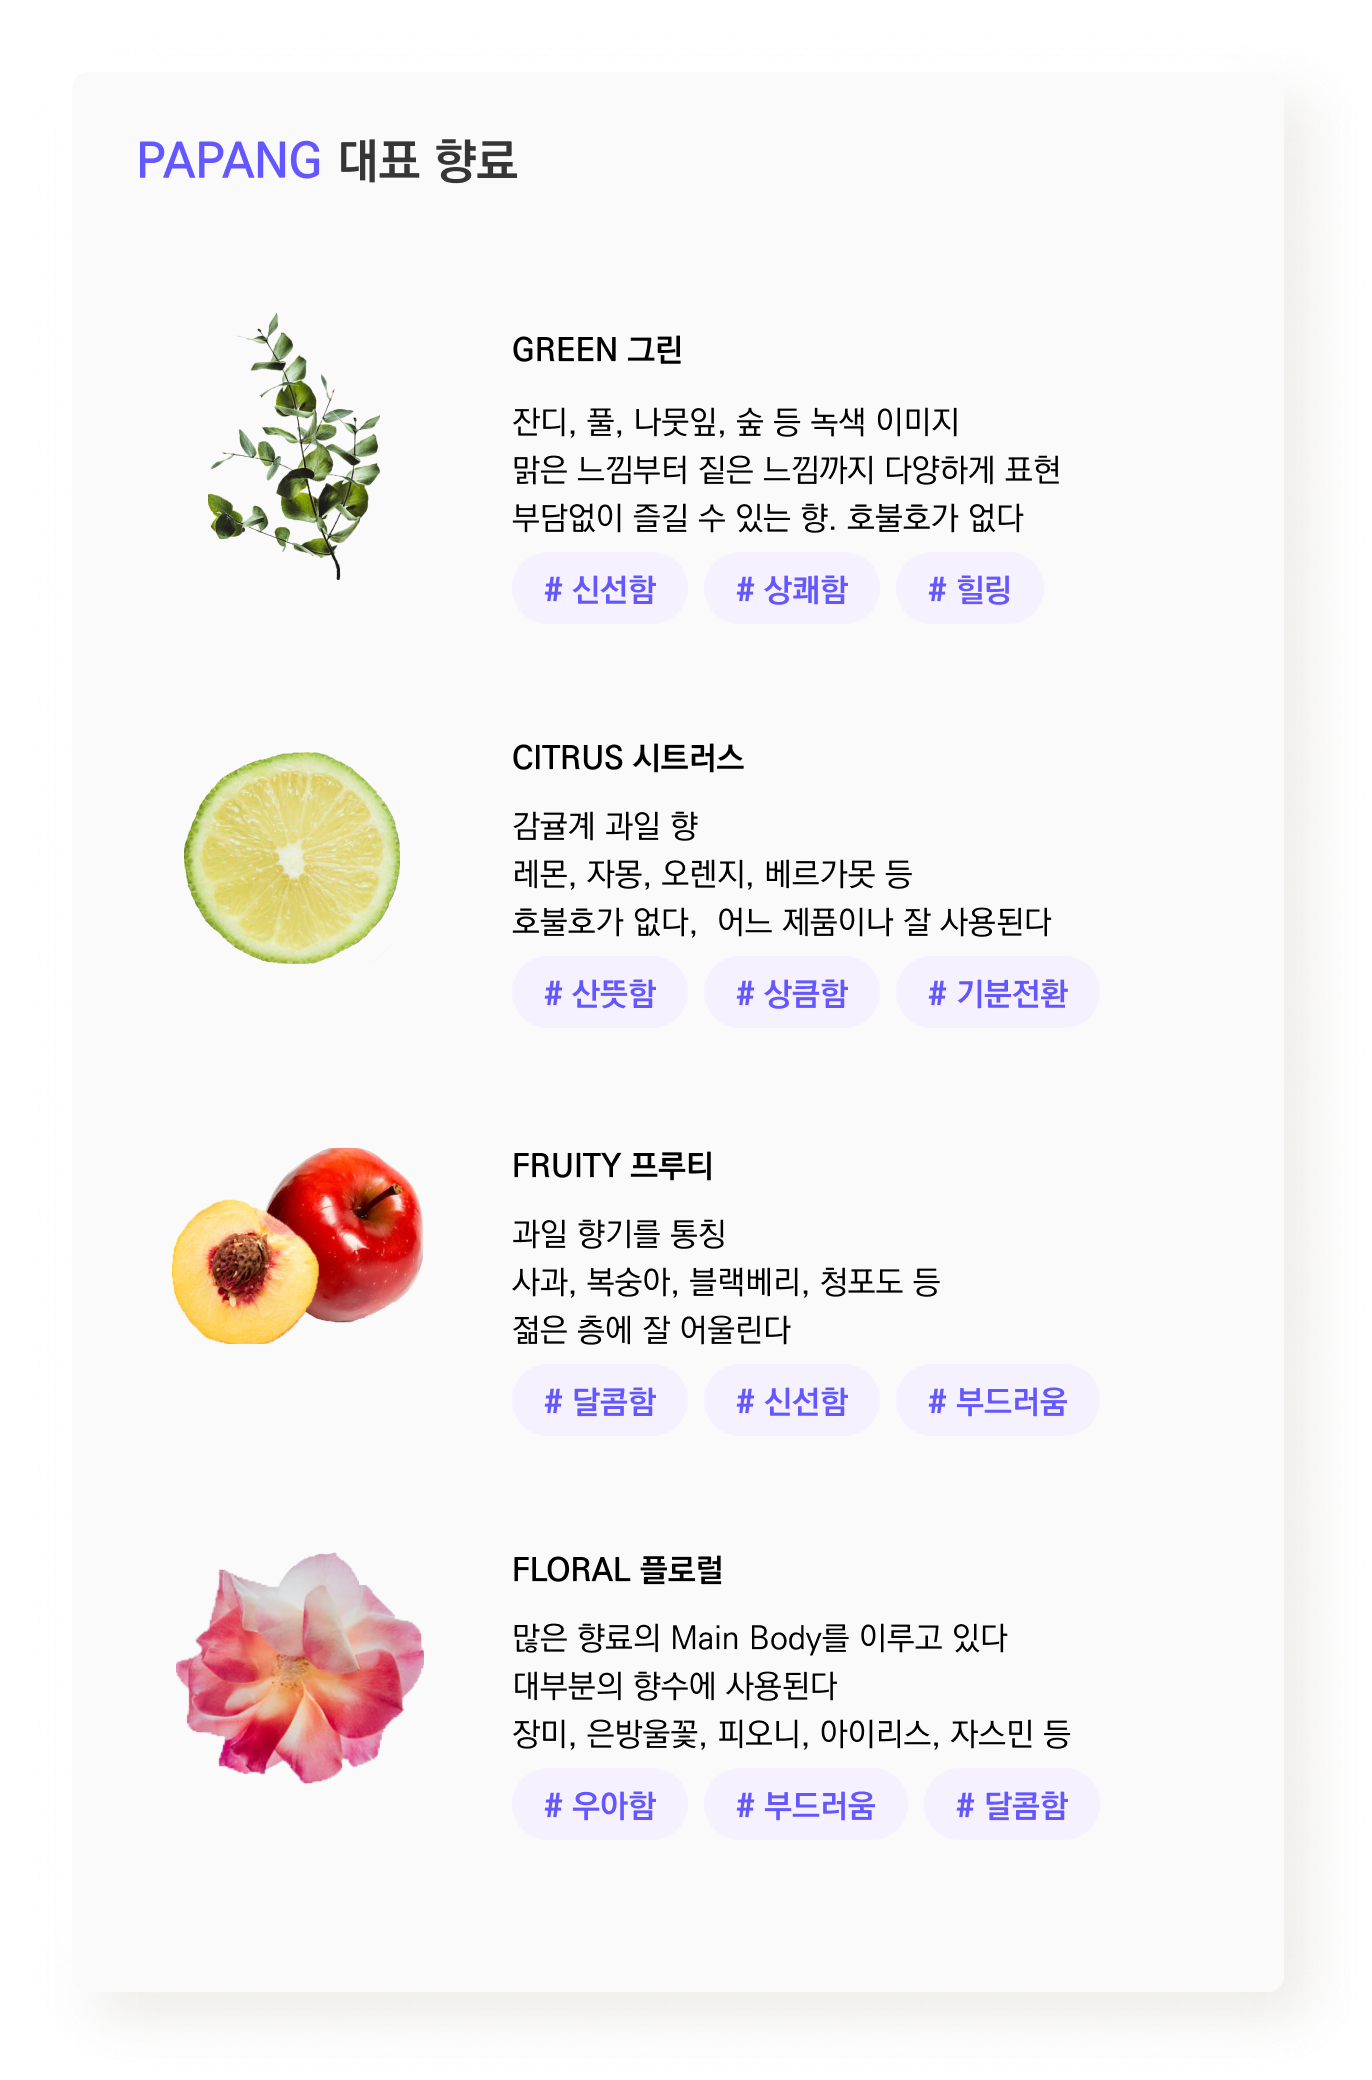 PAPANG 대표 향료
GREEN 그린
잔디, 풀, 나뭇잎, 숲 등 녹색 이미지
맑은 느낌부터 짙은 느낌까지 다양하게 표현
부담없이 즐길 수 있는 향. 호불호가 없다
# 신선함 # 상쾌함 # 힐링
CITRUS 시트러스
감귤계 과일 향
레몬, 자몽, 오렌지, 베르가못 등
호불호가 없다, 어느 제품이나 잘 사용된다
# 산뜻함 # 상큼함 # 기분전환
FRUITY 프루티
과일 향기를 통칭
사과, 복숭아, 블랙베리, 청포도 등
젊은 층에 잘 어울린다
# 달콤함 # 신선함 # 부드러움
FLORAL 플로럴
많은 향료의 Main Body를 이루고 있다
대부분의 향수에 사용된다
장미, 은방울꽃, 피오니, 아이리스, 자스민 등
# 우아함 # 부드러움 # 달콤함